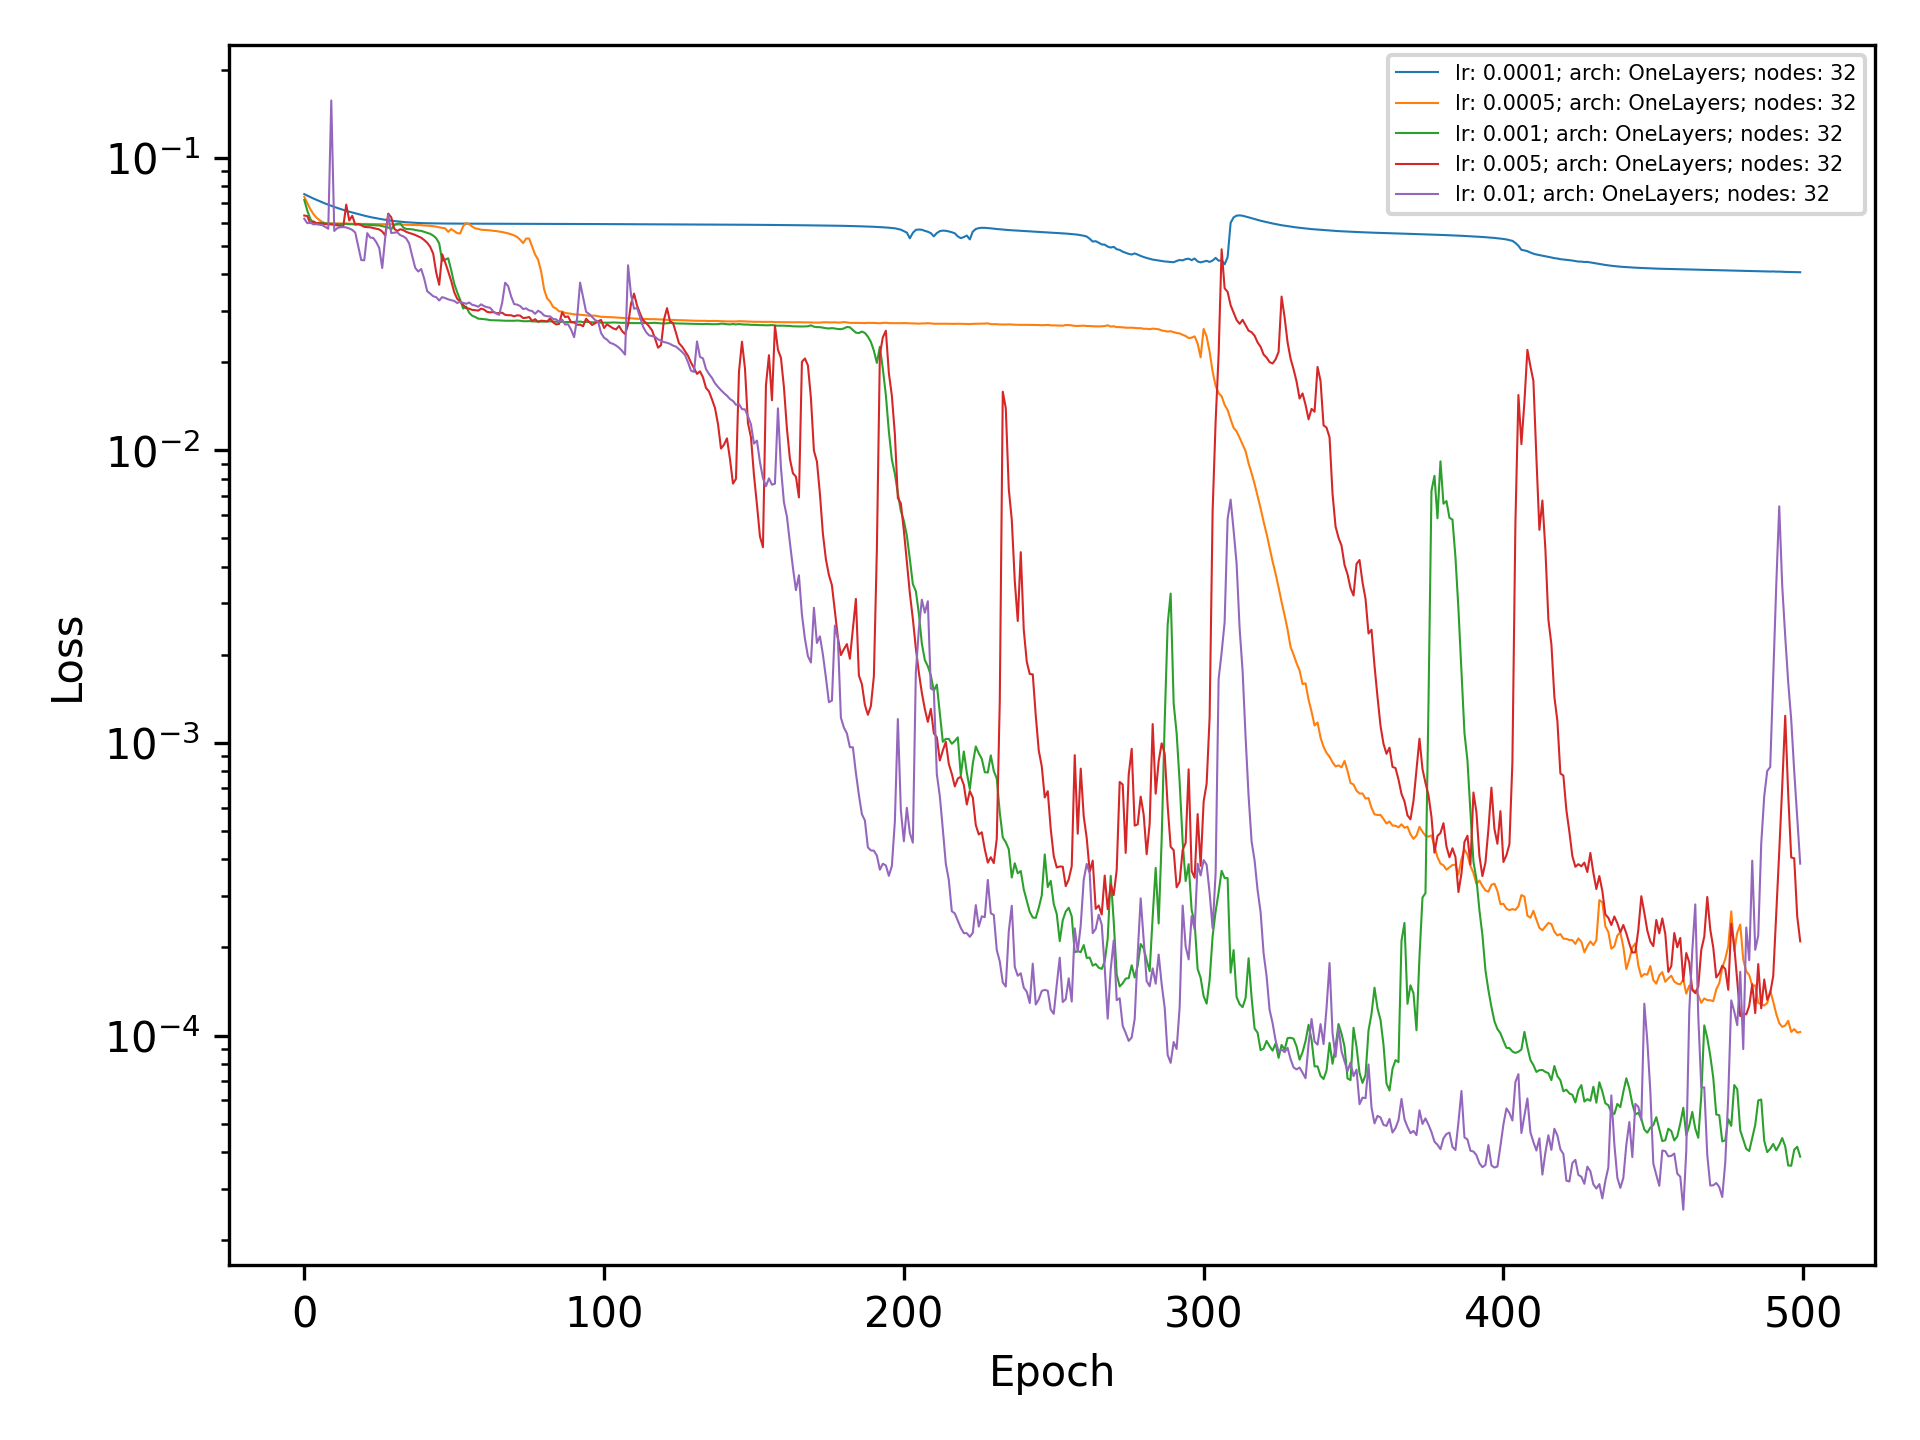 lr: 0.0001; arch: OneLayers; nodes: 32
lr: 0.0005; arch: OneLayers; nodes: 32
lr: 0.001; arch: OneLayers; nodes: 32
lr: 0.005; arch: OneLayers; nodes: 32
lr: 0.01; arch: OneLayers; nodes: 32
10⁻¹
10⁻²
10⁻³
10⁻⁴
Loss
0 100 200 300 400 500
Epoch